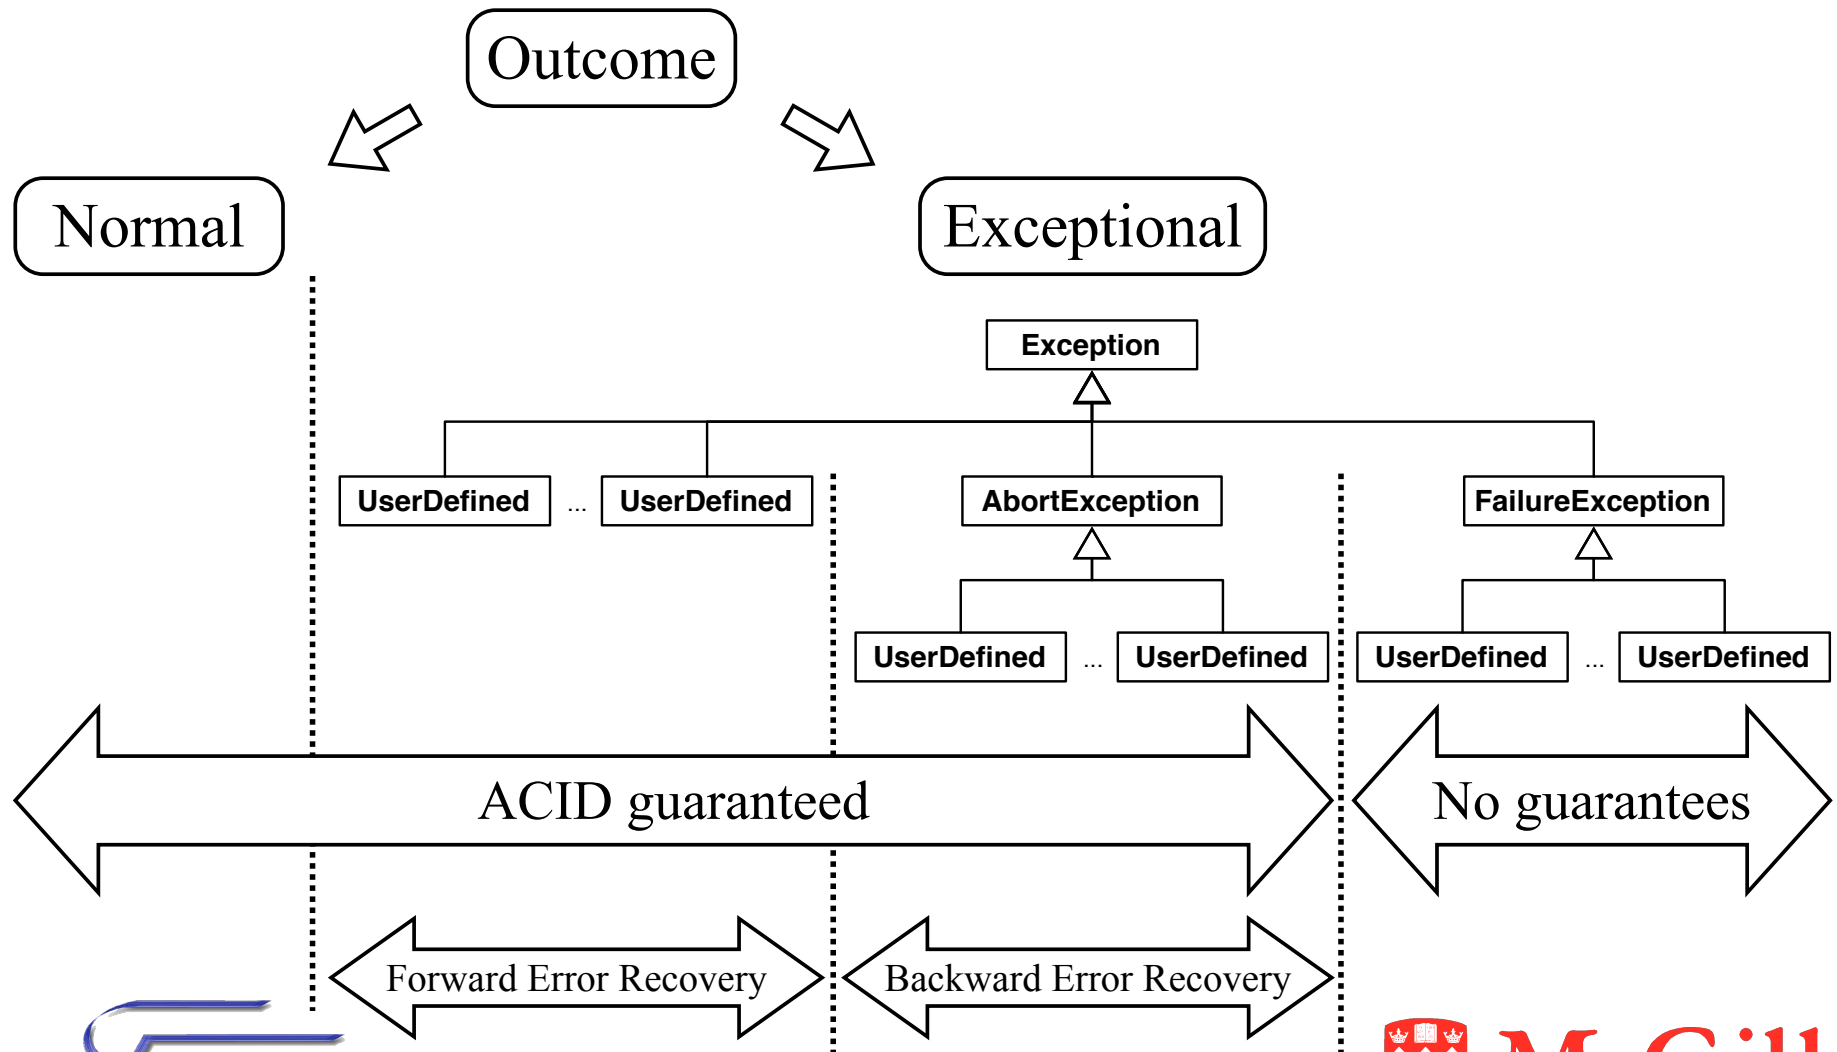 Outcome
Normal
Exceptional
Exception
UserDefined ... UserDefined
AbortException
FailureException
UserDefined ... UserDefined
UserDefined ... UserDefined
ACID guaranteed
No guarantees
Forward Error Recovery
Backward Error Recovery
McGill